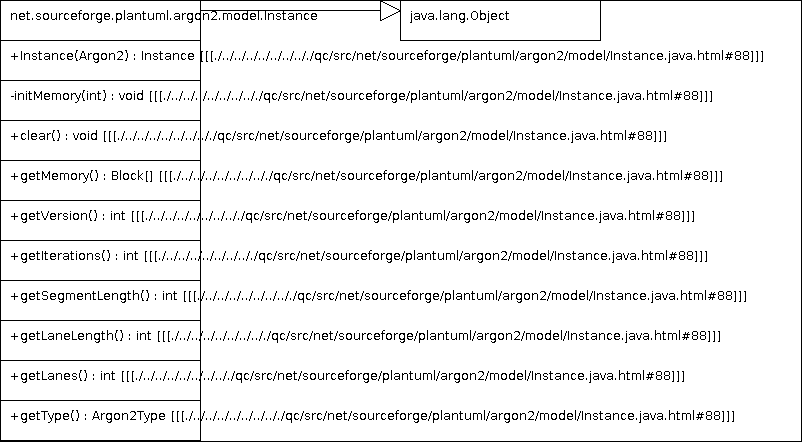 net.sourceforge.plantuml.argon2.model.Instance
java.lang.Object
+Instance(Argon2) : Instance [[[./../../../../../../../../qc/src/net/sourceforge/plantuml/argon2/model/Instance.java.html#88]]]
-initMemory(int) : void [[[./../../../../../../../../qc/src/net/sourceforge/plantuml/argon2/model/Instance.java.html#88]]]
+clear() : void [[[./../../../../../../../../qc/src/net/sourceforge/plantuml/argon2/model/Instance.java.html#88]]]
+getMemory() : Block[] [[[./../../../../../../../../qc/src/net/sourceforge/plantuml/argon2/model/Instance.java.html#88]]]
+getVersion() : int [[[./../../../../../../../../qc/src/net/sourceforge/plantuml/argon2/model/Instance.java.html#88]]]
+getIterations() : int [[[./../../../../../../../../qc/src/net/sourceforge/plantuml/argon2/model/Instance.java.html#88]]]
+getSegmentLength() : int [[[./../../../../../../../../qc/src/net/sourceforge/plantuml/argon2/model/Instance.java.html#88]]]
+getLaneLength() : int [[[./../../../../../../../../qc/src/net/sourceforge/plantuml/argon2/model/Instance.java.html#88]]]
+getLanes() : int [[[./../../../../../../../../qc/src/net/sourceforge/plantuml/argon2/model/Instance.java.html#88]]]
+getType() : Argon2Type [[[./../../../../../../../../qc/src/net/sourceforge/plantuml/argon2/model/Instance.java.html#88]]]